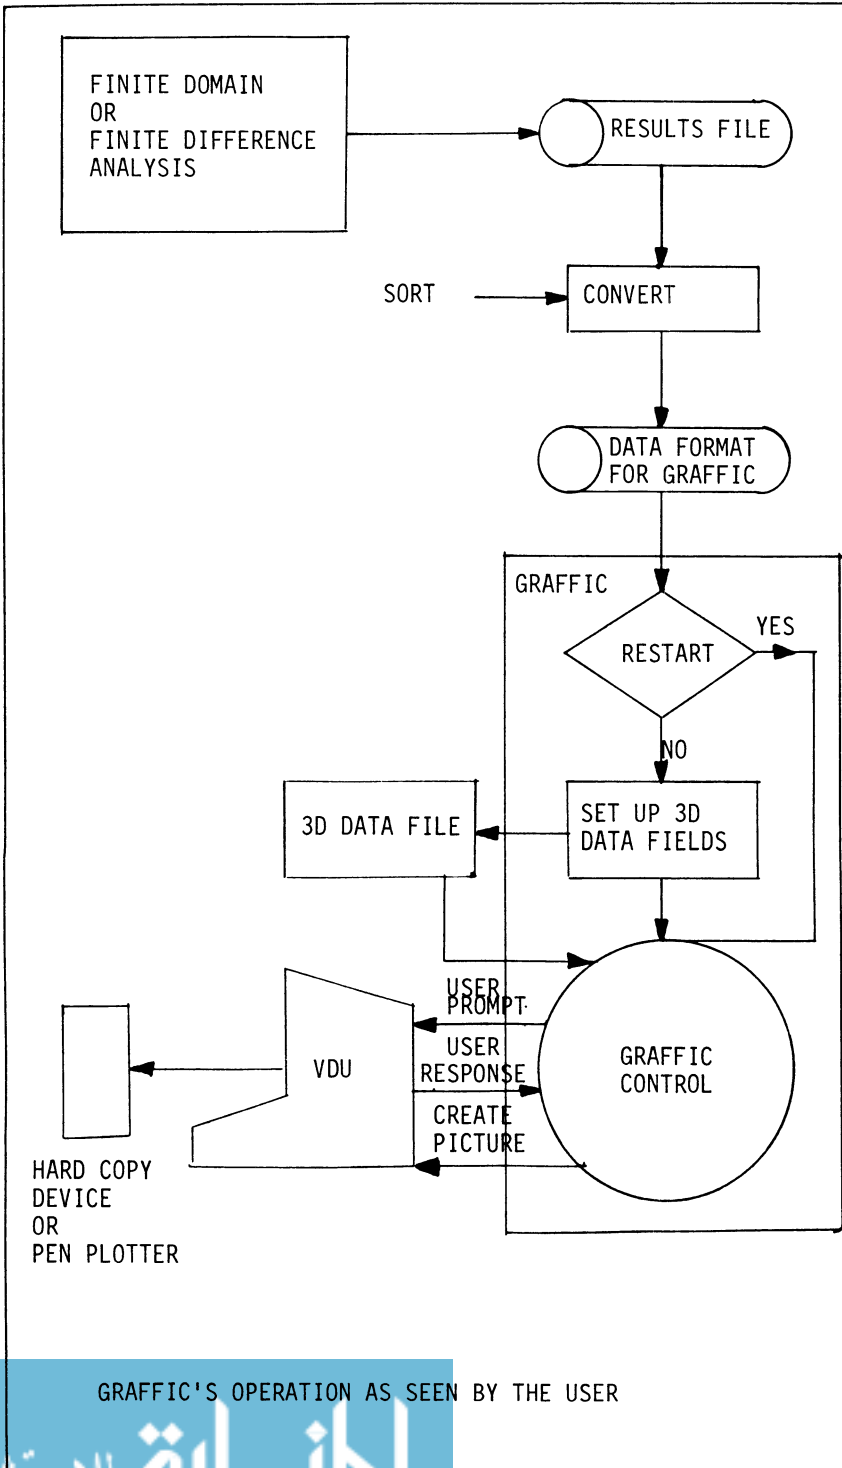 FINITE DOMAIN
OR
FINITE DIFFERENCE
ANALYSIS
RESULTS FILE
SORT
CONVERT
DATA FORMAT
FOR GRAFFIC
GRAFFIC
YES
RESTART
NO
SET UP 3D
DATA FIELDS
3D DATA FILE
USER
PROMPT
USER
RESPONSE
CREATE
PICTURE
VDU
GRAFFIC
CONTROL
HARD COPY
DEVICE
OR
PEN PLOTTER
GRAFFIC'S OPERATION AS SEEN BY THE USER